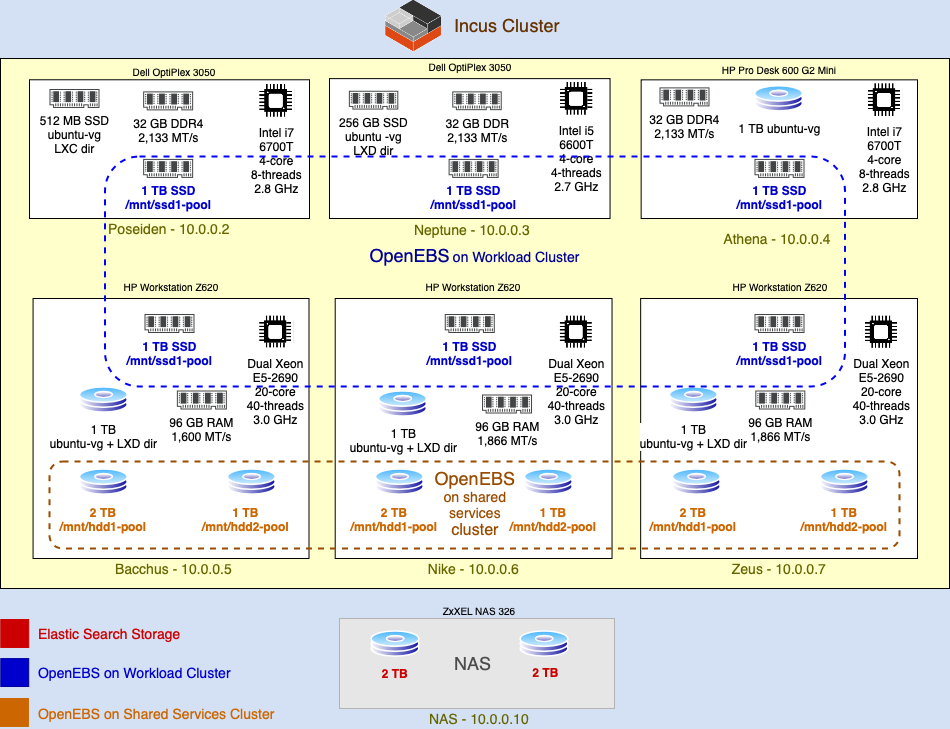 Incus Cluster
Dell OptiPlex 3050
512 MB SSD
ubuntu-vg
LXC dir
32 GB DDR4
2,133 MT/s
Intel i7
6700T
4-core
8-threads
2.8 GHz
1 TB SSD
/mnt/ssd1-pool
Poseiden - 10.0.0.2
Dell OptiPlex 3050
256 GB SSD
ubuntu -vg
LXD dir
32 GB DDR
2,133 MT/s
Intel i5
6600T
4-core
4-threads
2.7 GHz
1 TB SSD
/mnt/ssd1-pool
Neptune - 10.0.0.3
HP Pro Desk 600 G2 Mini
32 GB DDR4
2,133 MT/s
1 TB ubuntu-vg
Intel i7
6700T
4-core
8-threads
2.8 GHz
1 TB SSD
/mnt/ssd1-pool
Athena - 10.0.0.4
OpenEBS on Workload Cluster
HP Workstation Z620
1 TB SSD
/mnt/ssd1-pool
Dual Xeon
E5-2690
20-core
40-threads
3.0 GHz
1 TB
ubuntu-vg + LXD dir
96 GB RAM
1,600 MT/s
2 TB
/mnt/hdd1-pool
1 TB
/mnt/hdd2-pool
Bacchus - 10.0.0.5
HP Workstation Z620
1 TB SSD
/mnt/ssd1-pool
Dual Xeon
E5-2690
20-core
40-threads
3.0 GHz
1 TB
ubuntu-vg + LXD dir
96 GB RAM
1,866 MT/s
2 TB
/mnt/hdd1-pool
OpenEBS
on shared
services
cluster
1 TB
/mnt/hdd2-pool
Nike - 10.0.0.6
HP Workstation Z620
1 TB SSD
/mnt/ssd1-pool
Dual Xeon
E5-2690
20-core
40-threads
3.0 GHz
1 TB
ubuntu-vg + LXD dir
96 GB RAM
1,866 MT/s
2 TB
/mnt/hdd1-pool
1 TB
/mnt/hdd2-pool
Zeus - 10.0.0.7
ZxXEL NAS 326
2 TB
NAS
2 TB
NAS - 10.0.0.10
Elastic Search Storage
OpenEBS on Workload Cluster
OpenEBS on Shared Services Cluster